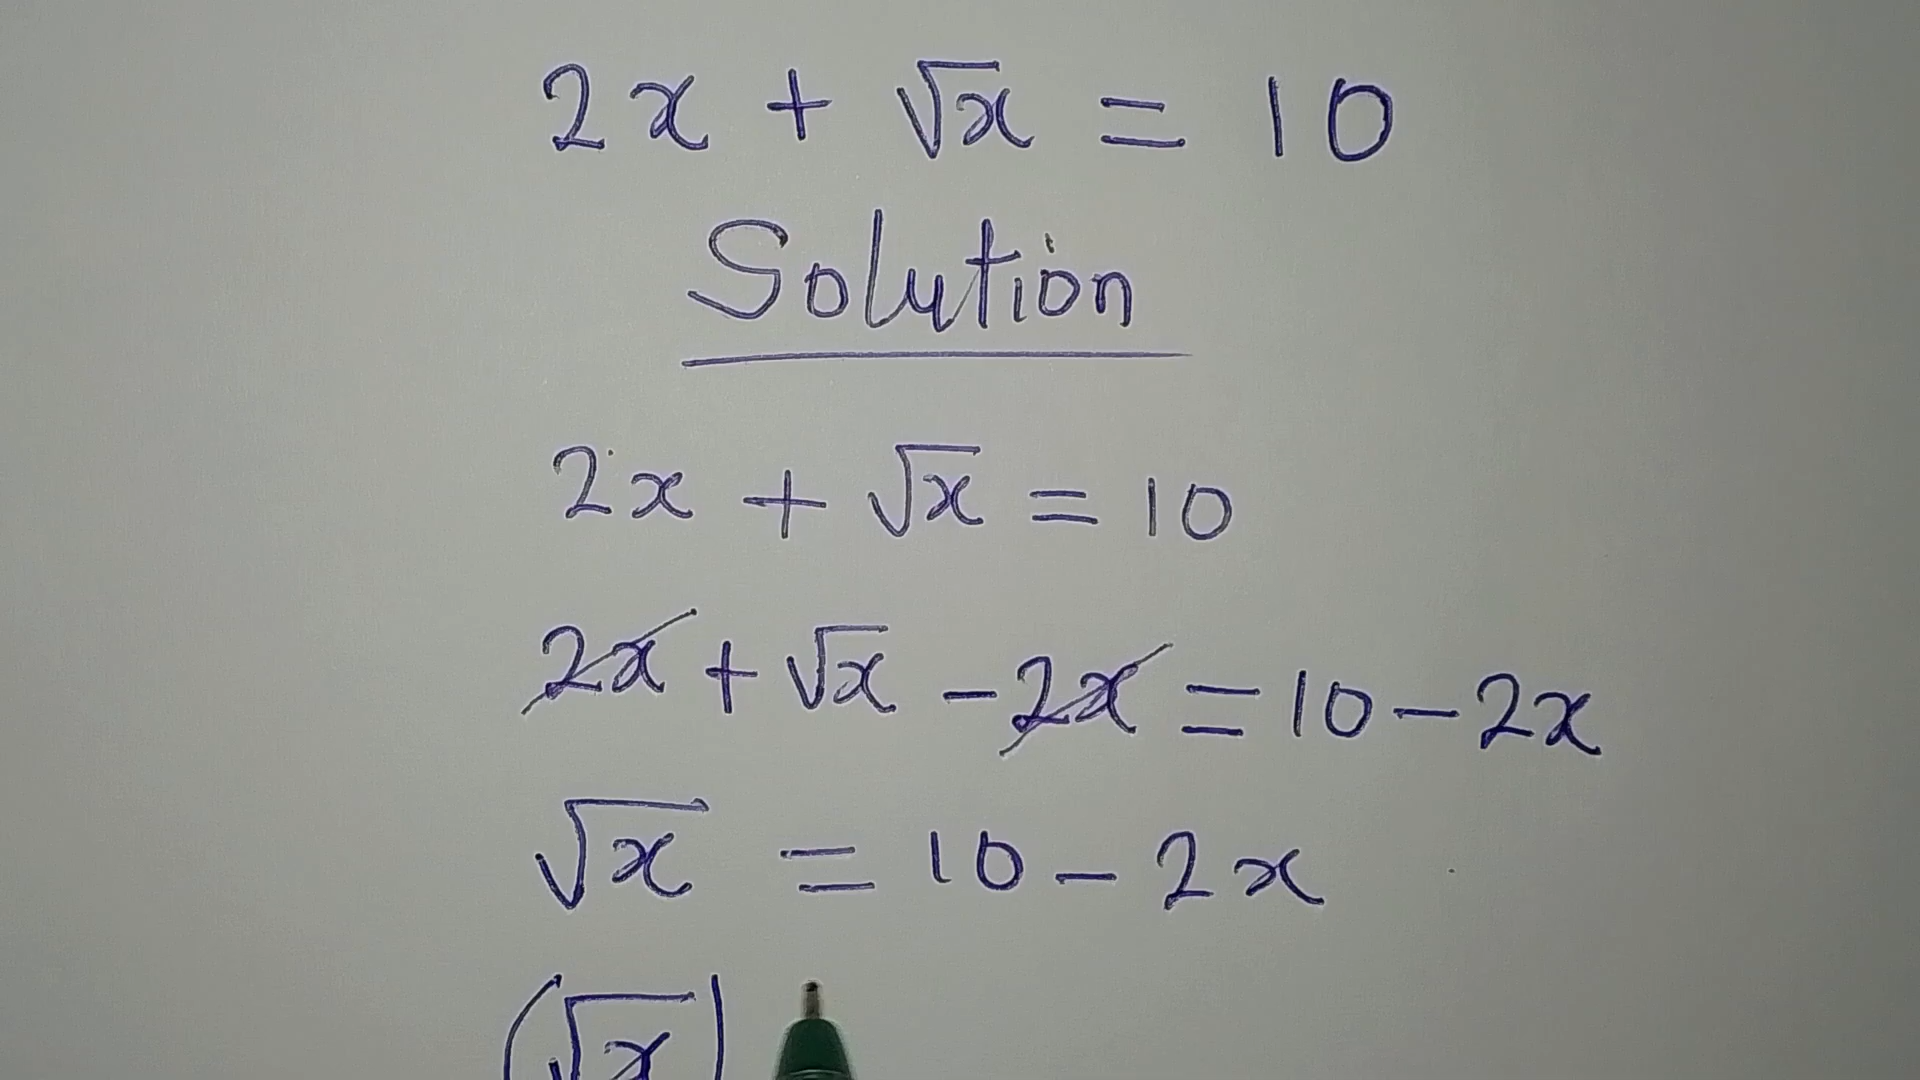 2x + √x = 10
Solution
2x + √x = 10
2x + √x - 2x = 10 - 2x
√x = 10 - 2x
(√x)